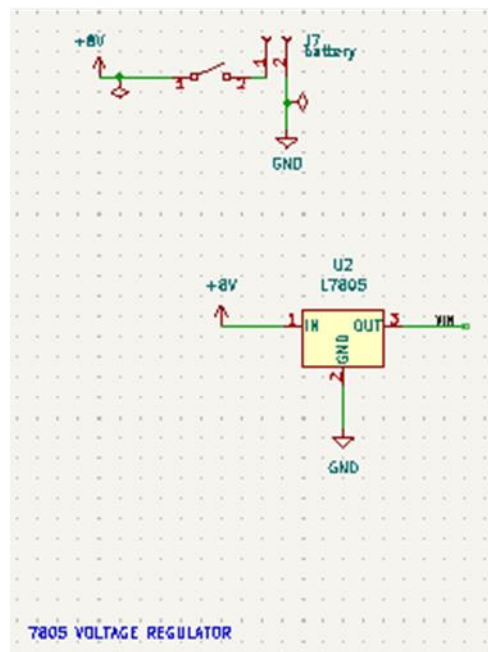 +8V
J7
battery
1
2
1
2
GND
U2
L7805
+8V
1
IN
OUT
3
VIN
GND
2
GND
7805 VOLTAGE REGULATOR